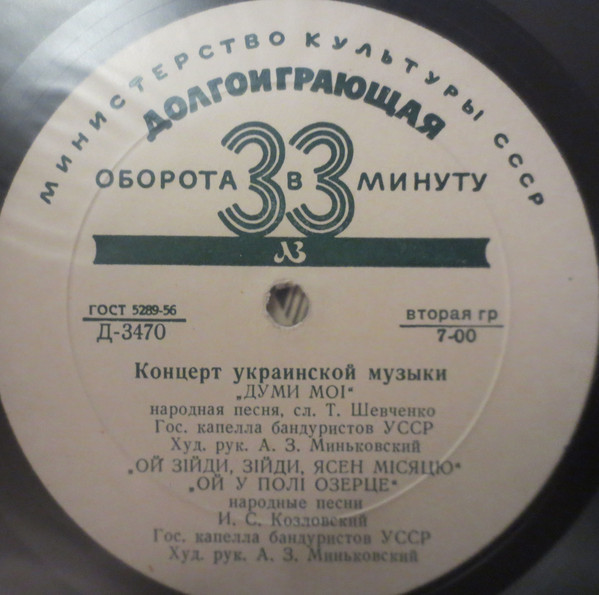 МИНИСТЕРСТВО КУЛЬТУРЫ СССР
ДОЛГОИГРАЮЩАЯ
ОБОРОТА 33 В МИНУТУ
ЛЗ
ГОСТ 5289-56
Д-3470
вторая гр
7-00
Концерт украинской музыки
„ДУМИ МОІ“
народная песня, сл. Т. Шевченко
Гос. капелла бандуристов УССР
Худ. рук. А. З. Миньковский
„ОЙ ЗІЙДИ, ЗІЙДИ, ЯСЕН МІСЯЦЮ“
„ОЙ У ПОЛІ ОЗЕРЦЕ“
народные песни
И. С. Козловский
Гос. капелла бандуристов УССР
Худ. рук. А. З. Миньковский